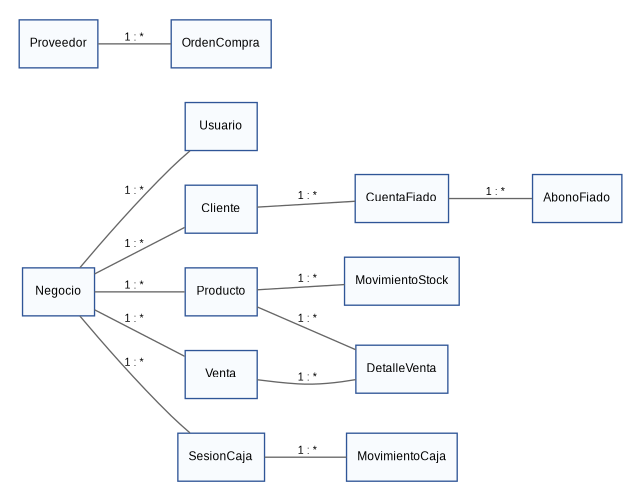 Proveedor
1 : *
OrdenCompra
Usuario
1 : *
Cliente
1 : *
CuentaFiado
1 : *
AbonoFiado
1 : *
Negocio
1 : *
Producto
1 : *
MovimientoStock
1 : *
1 : *
Venta
1 : *
DetalleVenta
1 : *
SesionCaja
1 : *
MovimientoCaja